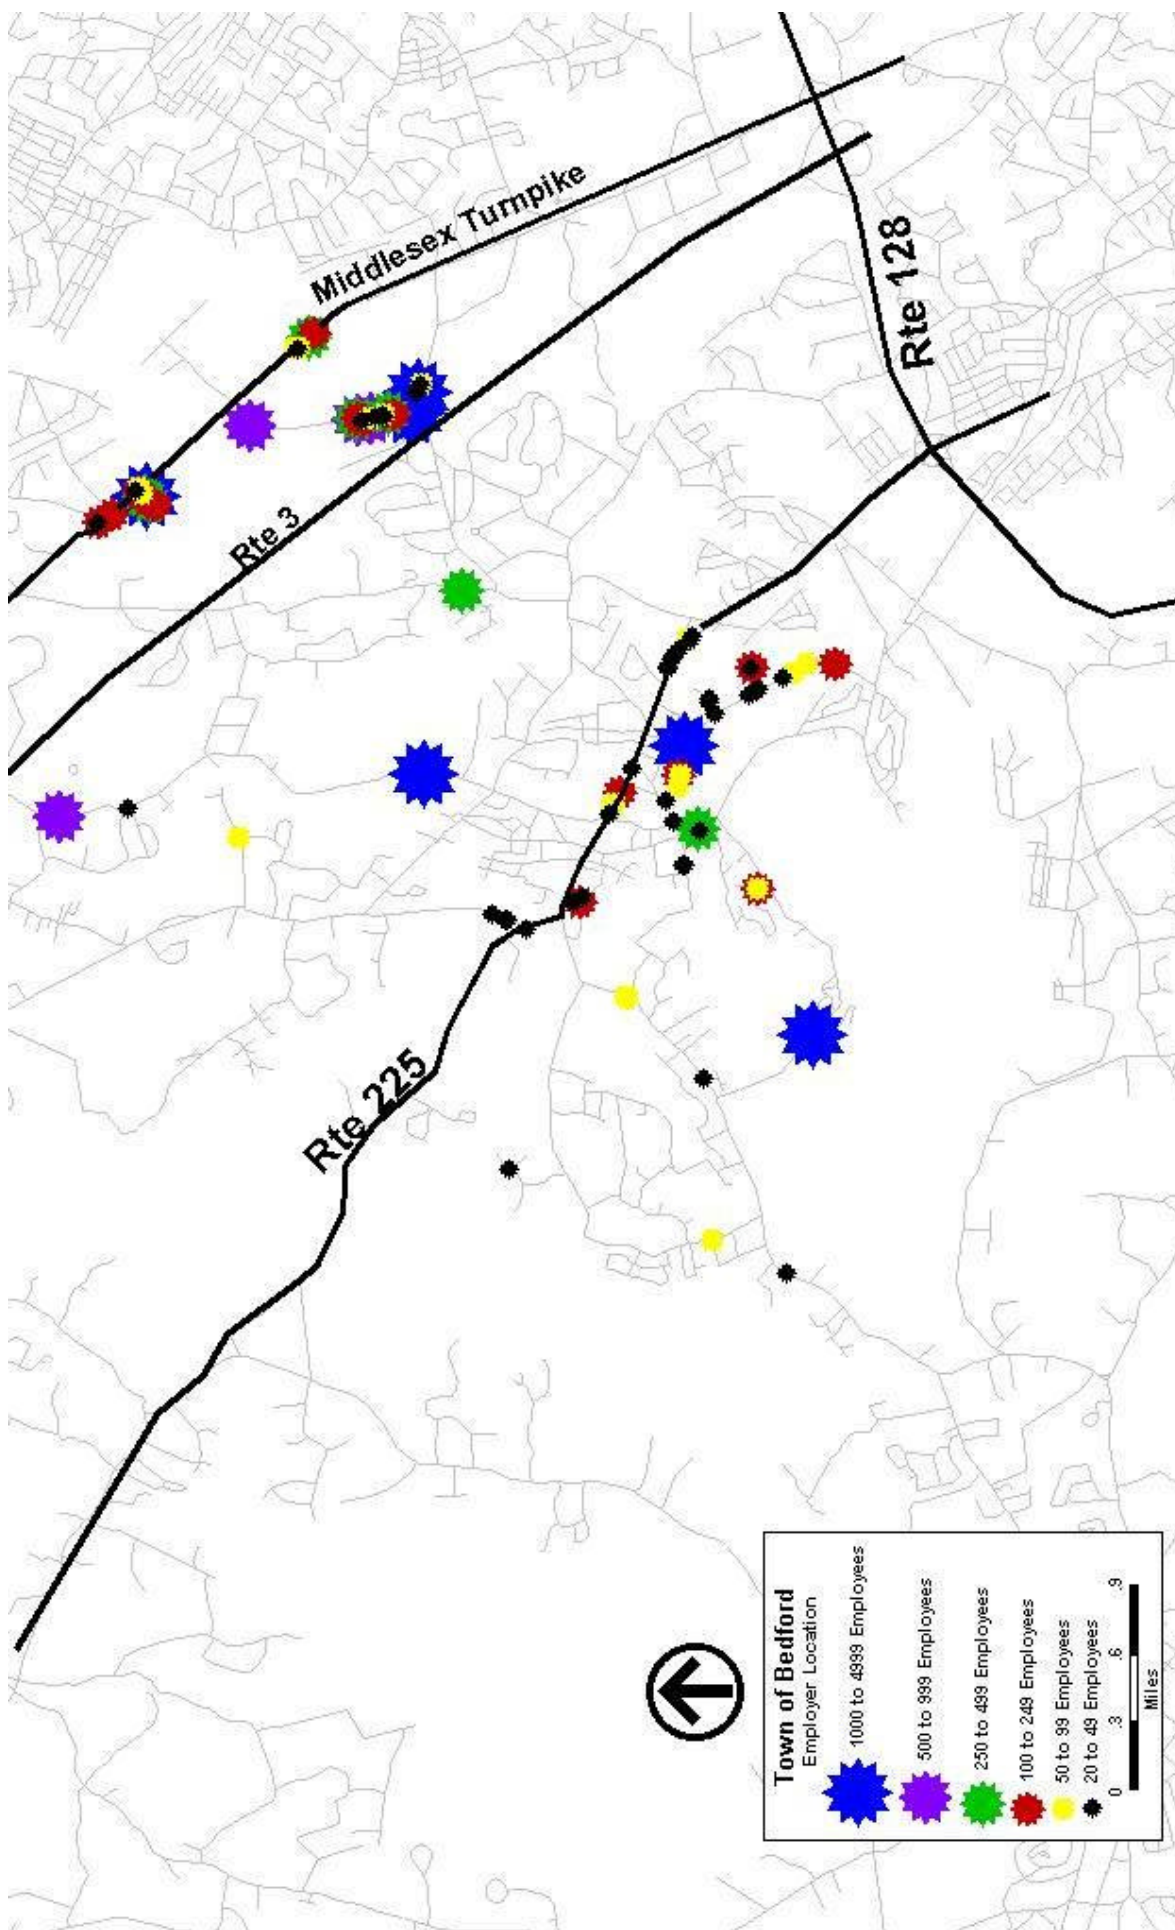 Middlesex Turnpike
Rte 3
Rte 128
Rte 225
Town of Bedford
Employer Location
1000 to 4999 Employees
500 to 999 Employees
250 to 499 Employees
100 to 249 Employees
50 to 99 Employees
20 to 49 Employees
0 .3 .6 .9
Miles